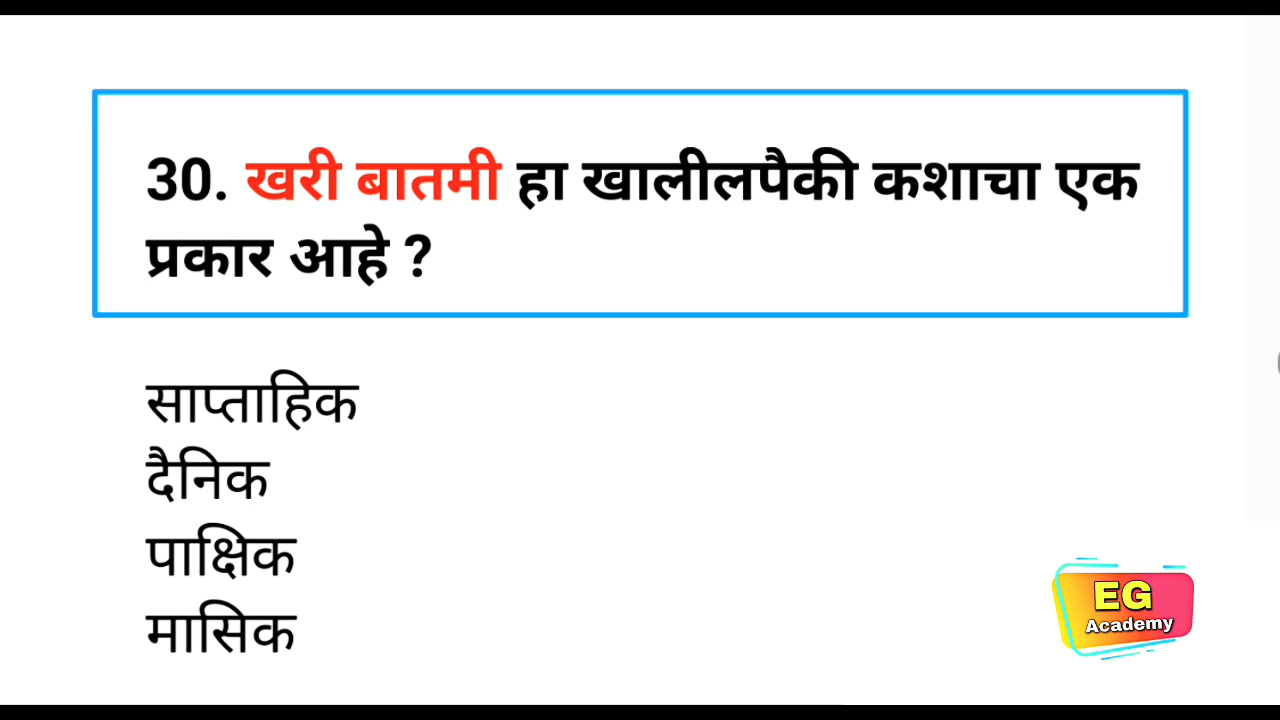 30. खरी बातमी हा खालीलपैकी कशाचा एक
प्रकार आहे ?
साप्ताहिक
दैनिक
पाक्षिक
मासिक
EG
Academy